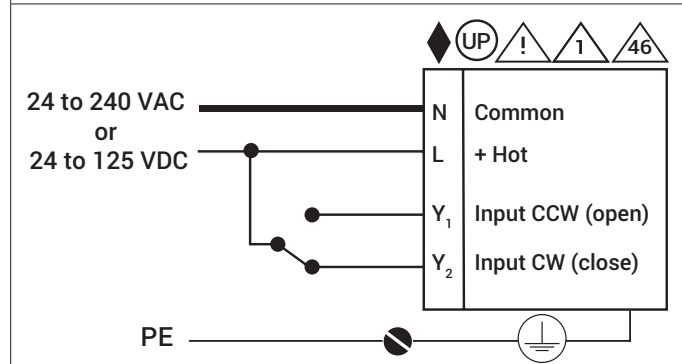 UP ! 1 46
24 to 240 VAC
or
24 to 125 VDC
N Common
L + Hot
Y₁ Input CCW (open)
Y₂ Input CW (close)
PE